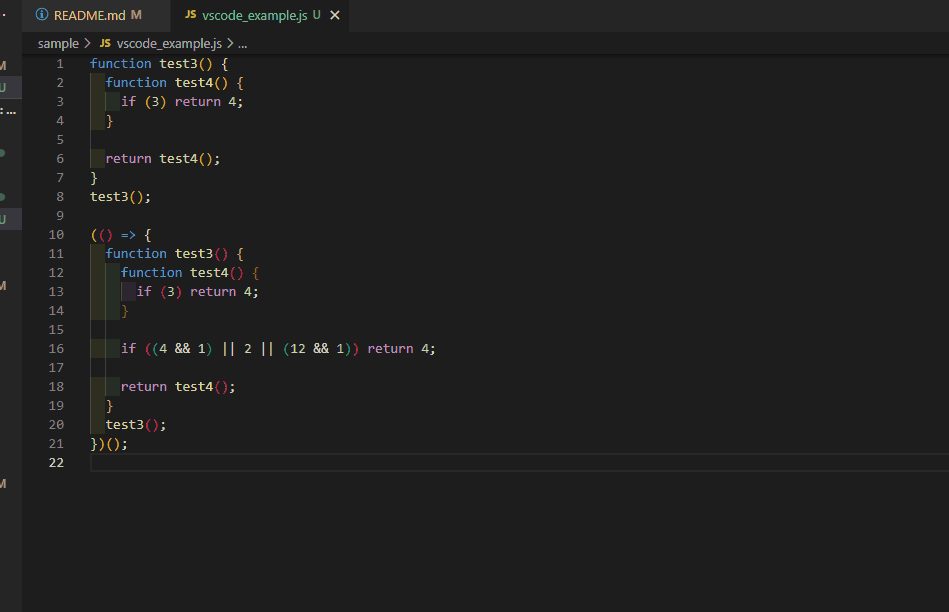 README.md M
JS vscode_example.js U
sample > JS vscode_example.js > ...
1 function test3() {
2   function test4() {
3     if (3) return 4;
4   }
5
6   return test4();
7 }
8 test3();
9
10 (() => {
11   function test3() {
12     function test4() {
13       if (3) return 4;
14     }
15
16     if ((4 && 1) || 2 || (12 && 1)) return 4;
17
18     return test4();
19   }
20   test3();
21 })();
22
M
U
M
U
M
M